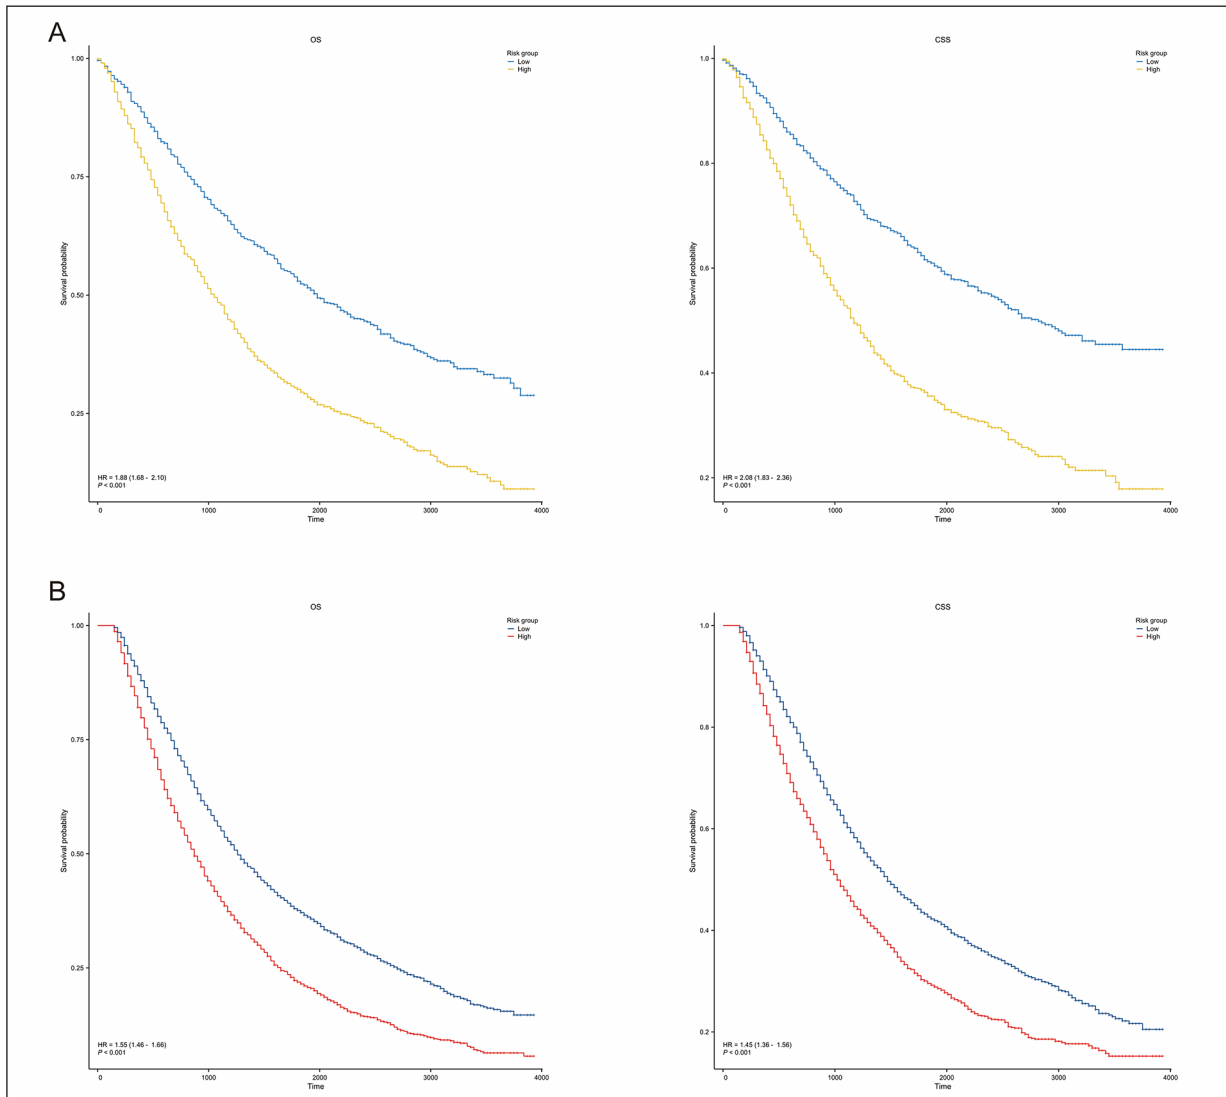 A
OS
Risk group
Low
High
1.00
0.75
0.50
0.25
Survival probability
HR = 1.88 (1.68 - 2.10)
P < 0.001
0 1000 2000 3000 4000
Time
CSS
Risk group
Low
High
1.0
0.8
0.6
0.4
0.2
Survival probability
HR = 2.08 (1.83 - 2.36)
P < 0.001
0 1000 2000 3000 4000
Time
B
OS
Risk group
Low
High
1.00
0.75
0.50
0.25
Survival probability
HR = 1.55 (1.46 - 1.66)
P < 0.001
0 1000 2000 3000 4000
Time
CSS
Risk group
Low
High
1.0
0.8
0.6
0.4
0.2
Survival probability
HR = 1.45 (1.36 - 1.56)
P < 0.001
0 1000 2000 3000 4000
Time